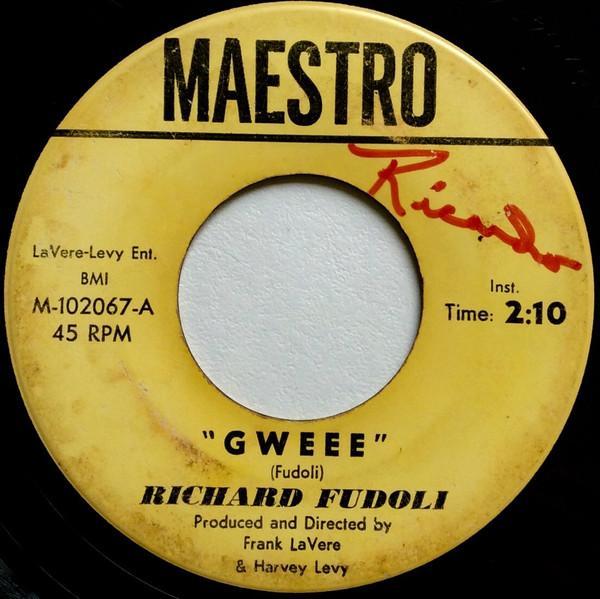 MAESTRO
Ricardo
LaVere-Levy Ent.
BMI
M-102067-A
45 RPM
Inst.
Time: 2:10
"GWEEE"
(Fudoli)
RICHARD FUDOLI
Produced and Directed by
Frank LaVere
& Harvey Levy